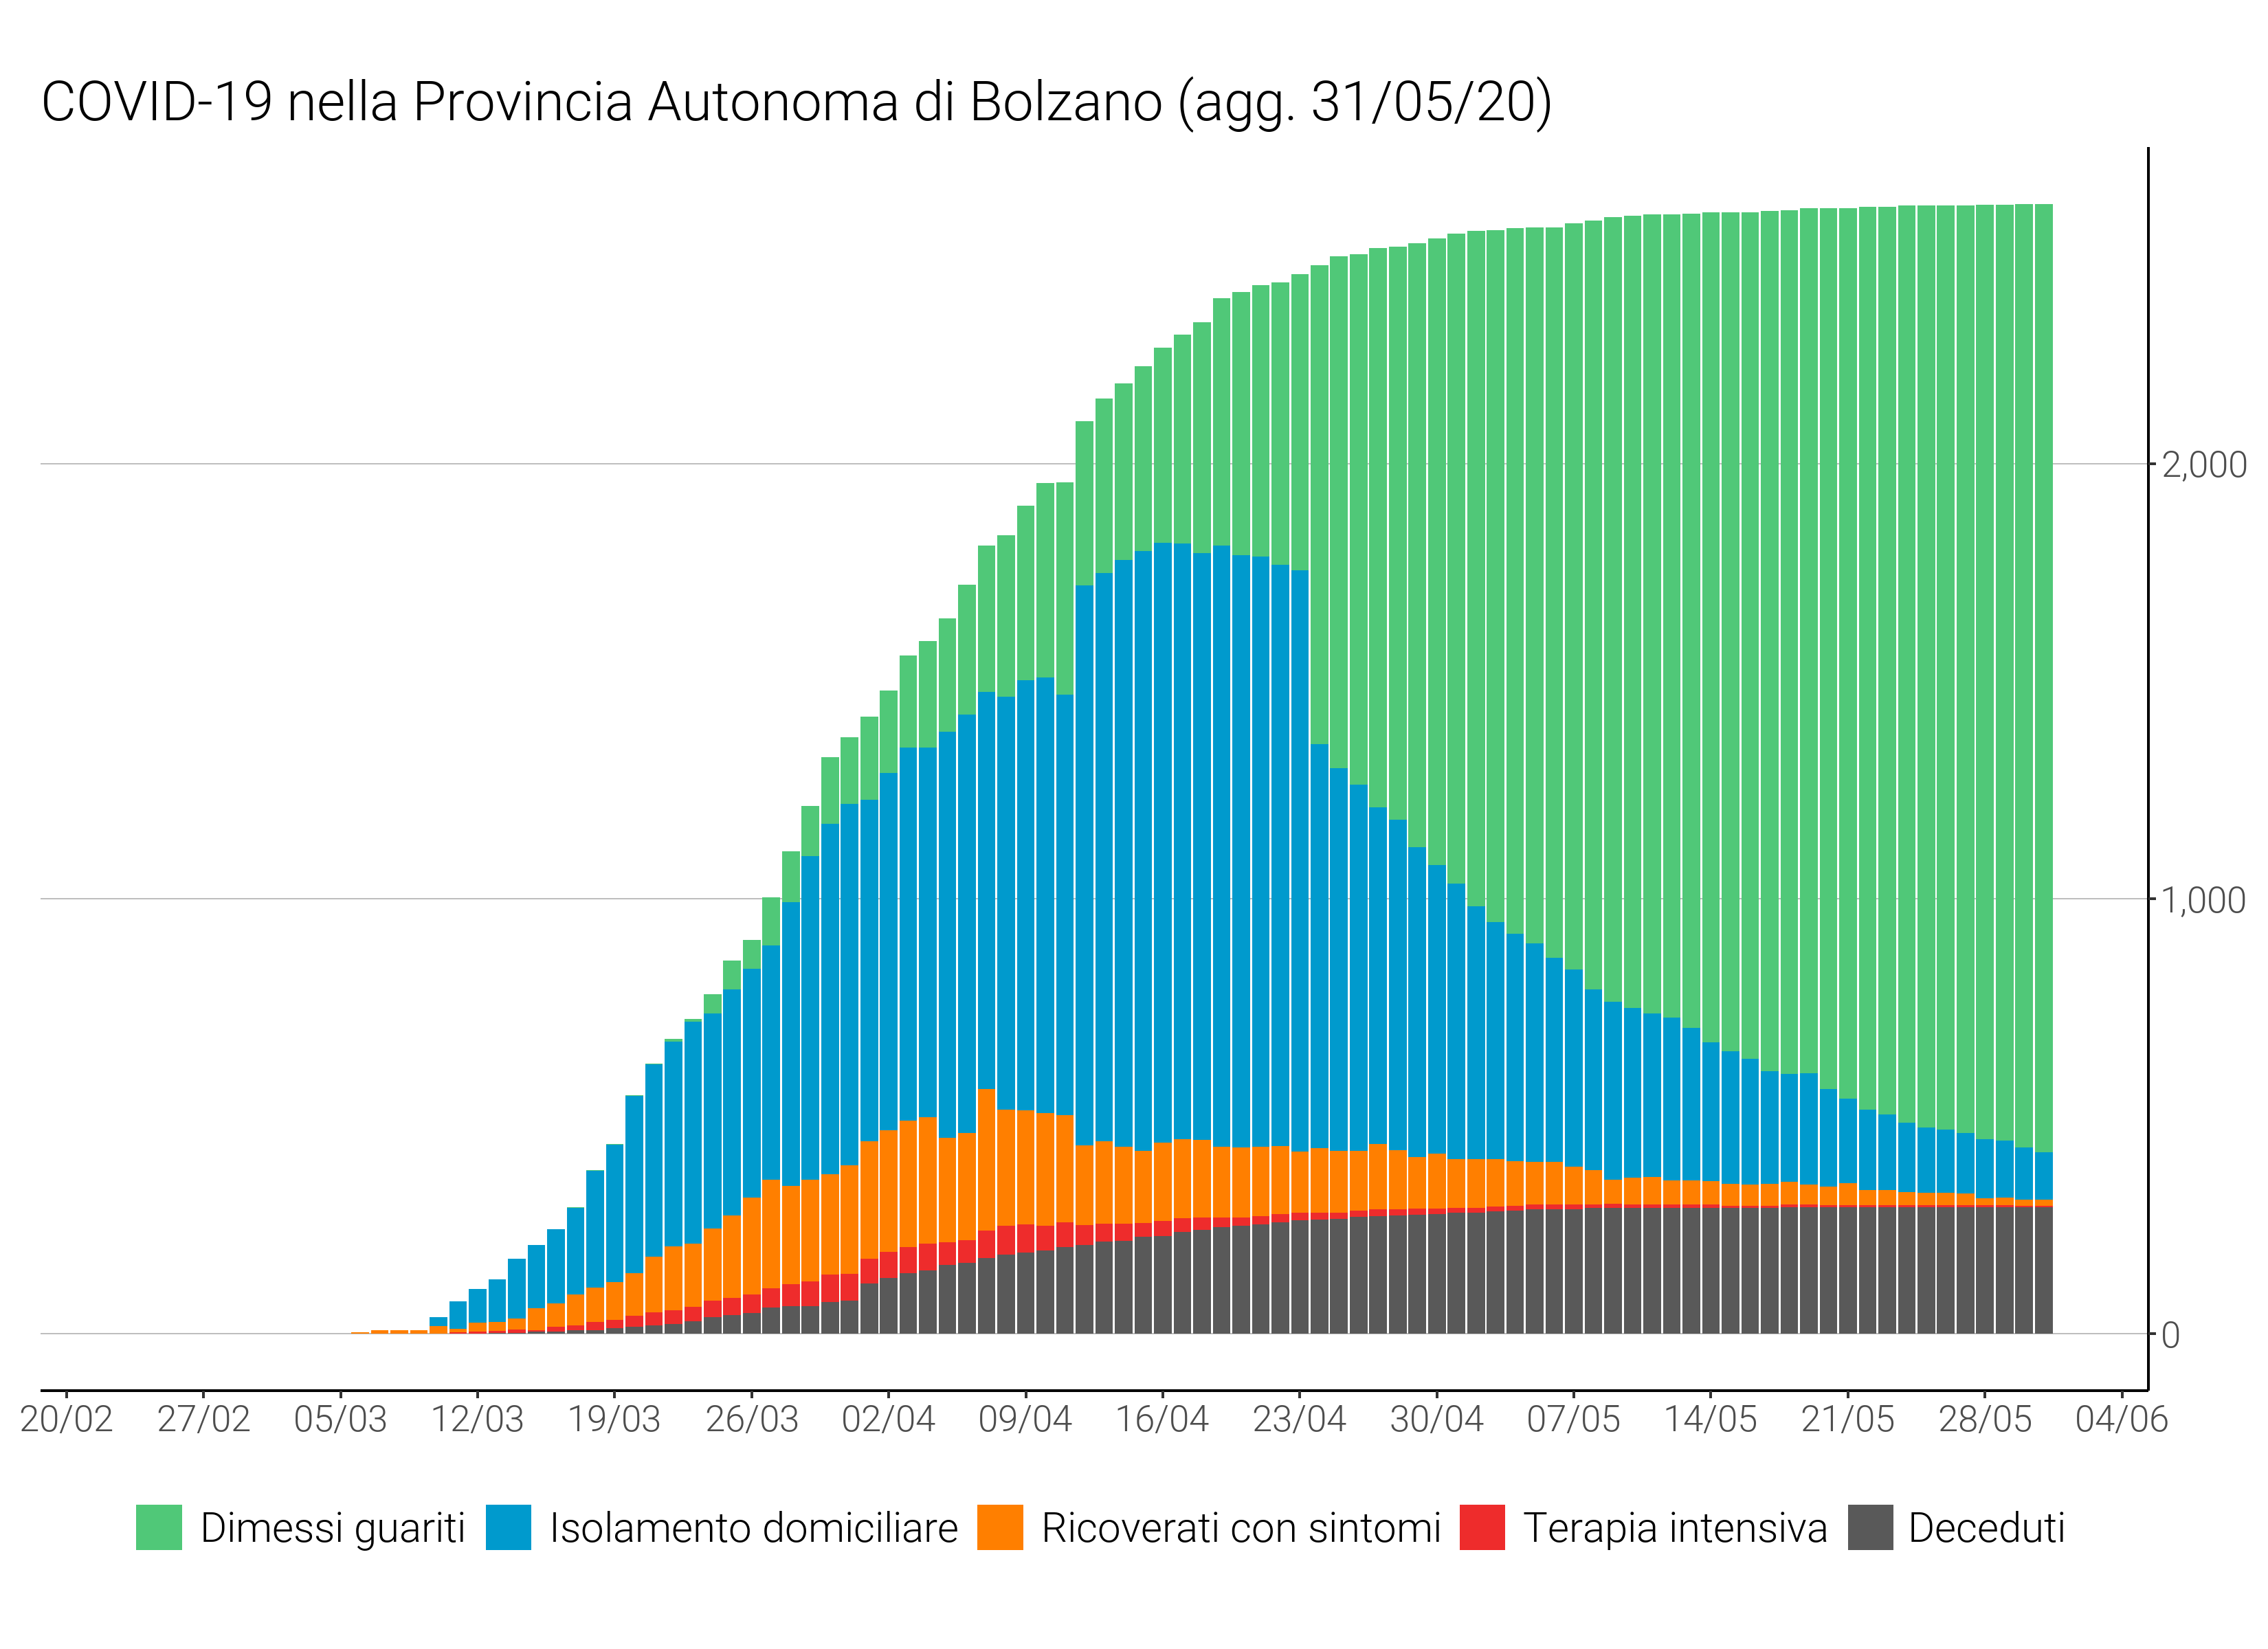 COVID-19 nella Provincia Autonoma di Bolzano (agg. 31/05/20)
2,000
1,000
0
20/02 27/02 05/03 12/03 19/03 26/03 02/04 09/04 16/04 23/04 30/04 07/05 14/05 21/05 28/05 04/06
Dimessi guariti Isolamento domiciliare Ricoverati con sintomi Terapia intensiva Deceduti